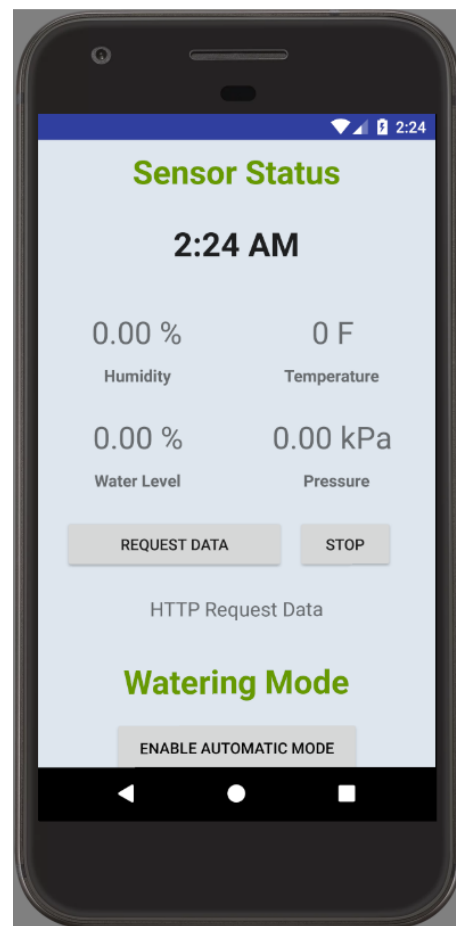 2:24
Sensor Status
2:24 AM
0.00 % 0 F
Humidity Temperature
0.00 % 0.00 kPa
Water Level Pressure
REQUEST DATA STOP
HTTP Request Data
Watering Mode
ENABLE AUTOMATIC MODE